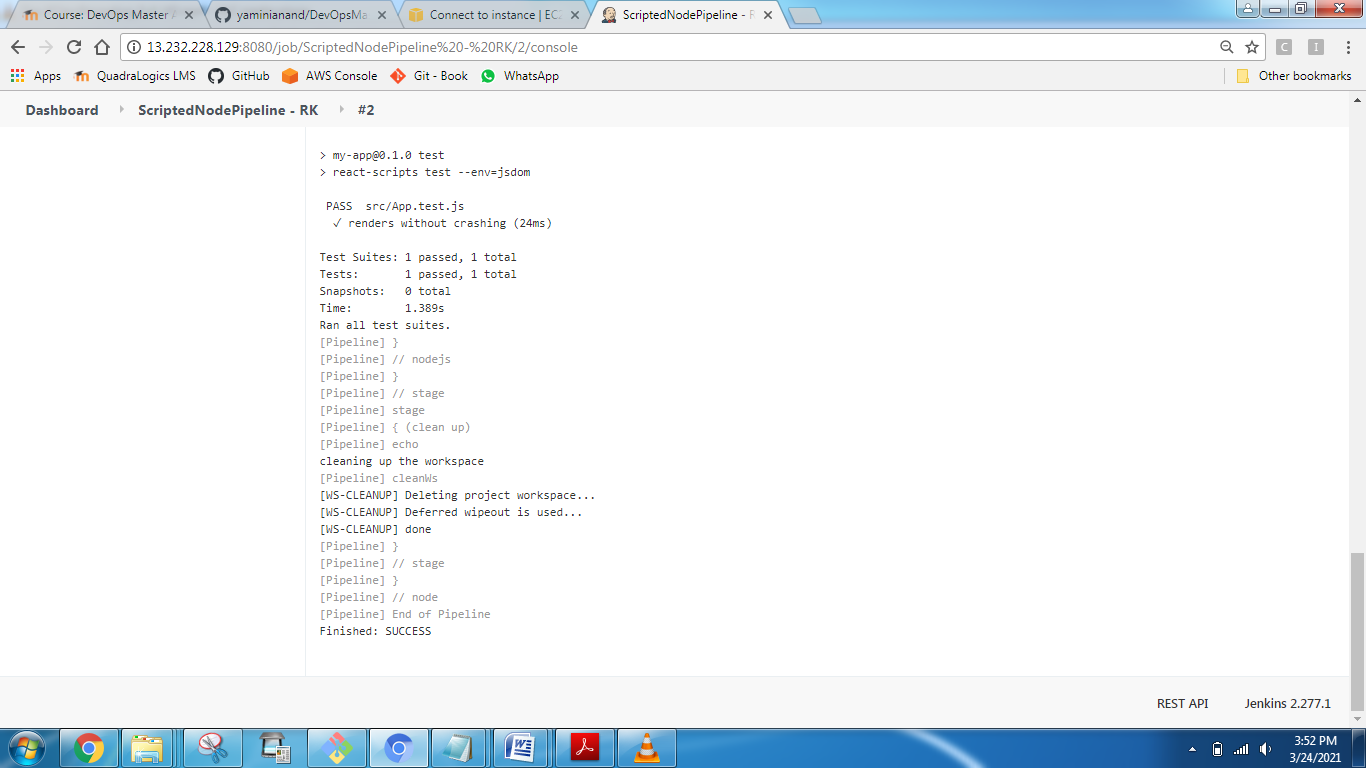 Course: DevOps Master A
yaminianand/DevOpsMa
Connect to instance | EC2
ScriptedNodePipeline - R
13.232.228.129:8080/job/ScriptedNodePipeline%20-%20RK/2/console
C
I
Apps
QuadraLogics LMS
GitHub
AWS Console
Git - Book
WhatsApp
Other bookmarks
Dashboard
ScriptedNodePipeline - RK
#2
> my-app@0.1.0 test
> react-scripts test --env=jsdom
PASS  src/App.test.js
✓ renders without crashing (24ms)
Test Suites: 1 passed, 1 total
Tests:       1 passed, 1 total
Snapshots:   0 total
Time:        1.389s
Ran all test suites.
[Pipeline] }
[Pipeline] // nodejs
[Pipeline] }
[Pipeline] // stage
[Pipeline] stage
[Pipeline] { (clean up)
[Pipeline] echo
cleaning up the workspace
[Pipeline] cleanWs
[WS-CLEANUP] Deleting project workspace...
[WS-CLEANUP] Deferred wipeout is used...
[WS-CLEANUP] done
[Pipeline] }
[Pipeline] // stage
[Pipeline] }
[Pipeline] // node
[Pipeline] End of Pipeline
Finished: SUCCESS
REST API
Jenkins 2.277.1
3:52 PM
3/24/2021